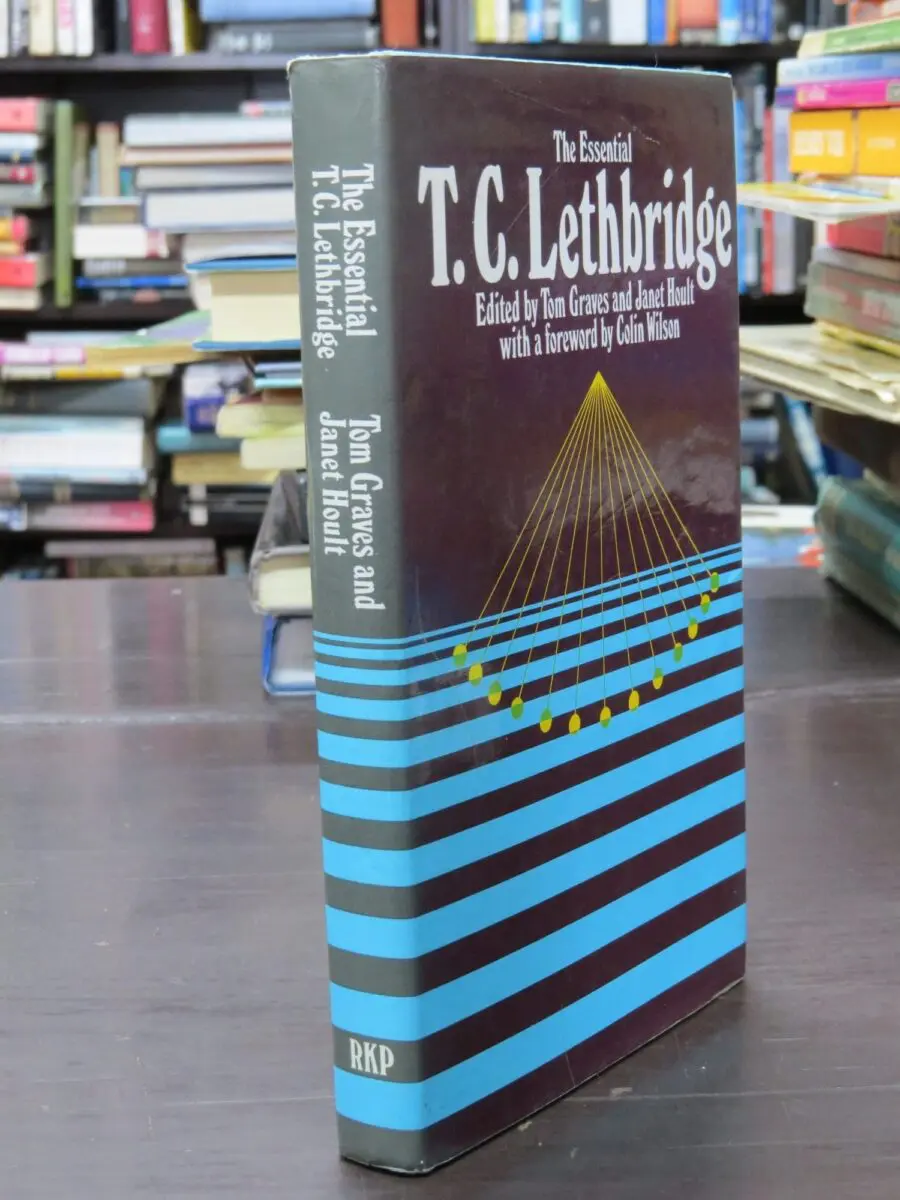 The Essential
T.C. Lethbridge
Edited by Tom Graves and Janet Hoult
with a foreword by Colin Wilson
The Essential
T.C. Lethbridge
Tom Graves and
Janet Hoult
RKP